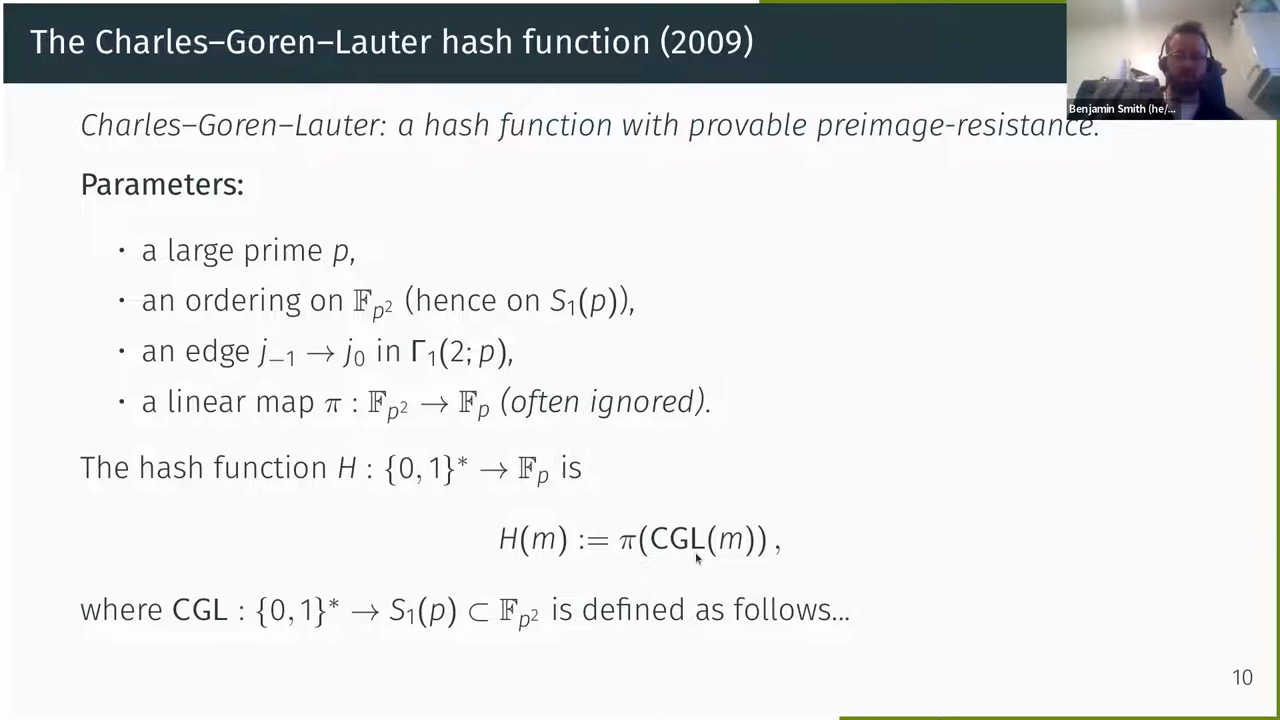 The Charles–Goren–Lauter hash function (2009)
Benjamin Smith (he/...
Charles–Goren–Lauter: a hash function with provable preimage-resistance.
Parameters:
· a large prime p,
· an ordering on 𝔽p² (hence on S₁(p)),
· an edge j₋₁ → j₀ in Γ₁(2; p),
· a linear map π : 𝔽p² → 𝔽p (often ignored).
The hash function H : {0, 1}* → 𝔽p is
H(m) := π(CGL(m)) ,
where CGL : {0, 1}* → S₁(p) ⊂ 𝔽p² is defined as follows...
10